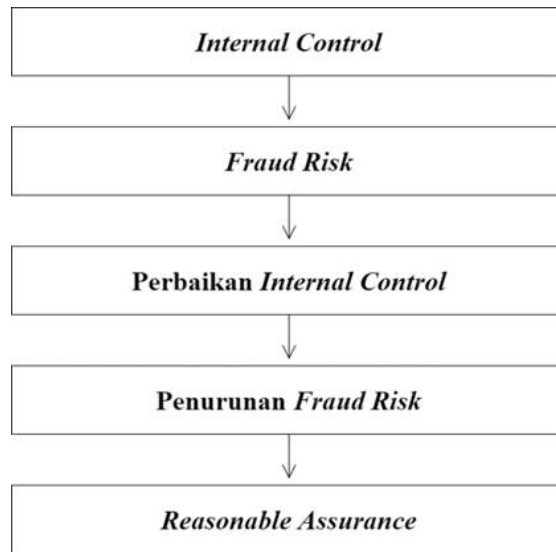 Internal Control
Fraud Risk
Perbaikan Internal Control
Penurunan Fraud Risk
Reasonable Assurance